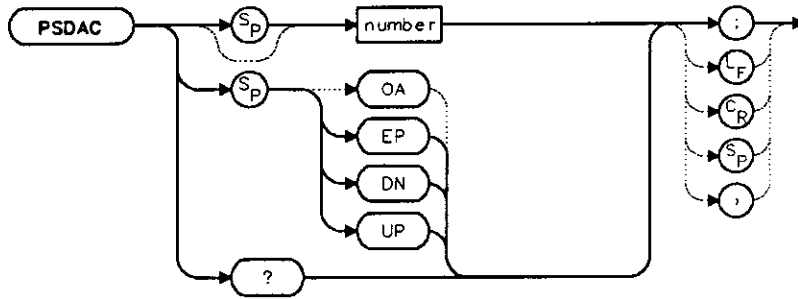 PSDAC
SP
number
;
SP
OA
LF
EP
CR
DN
SP
UP
,
?